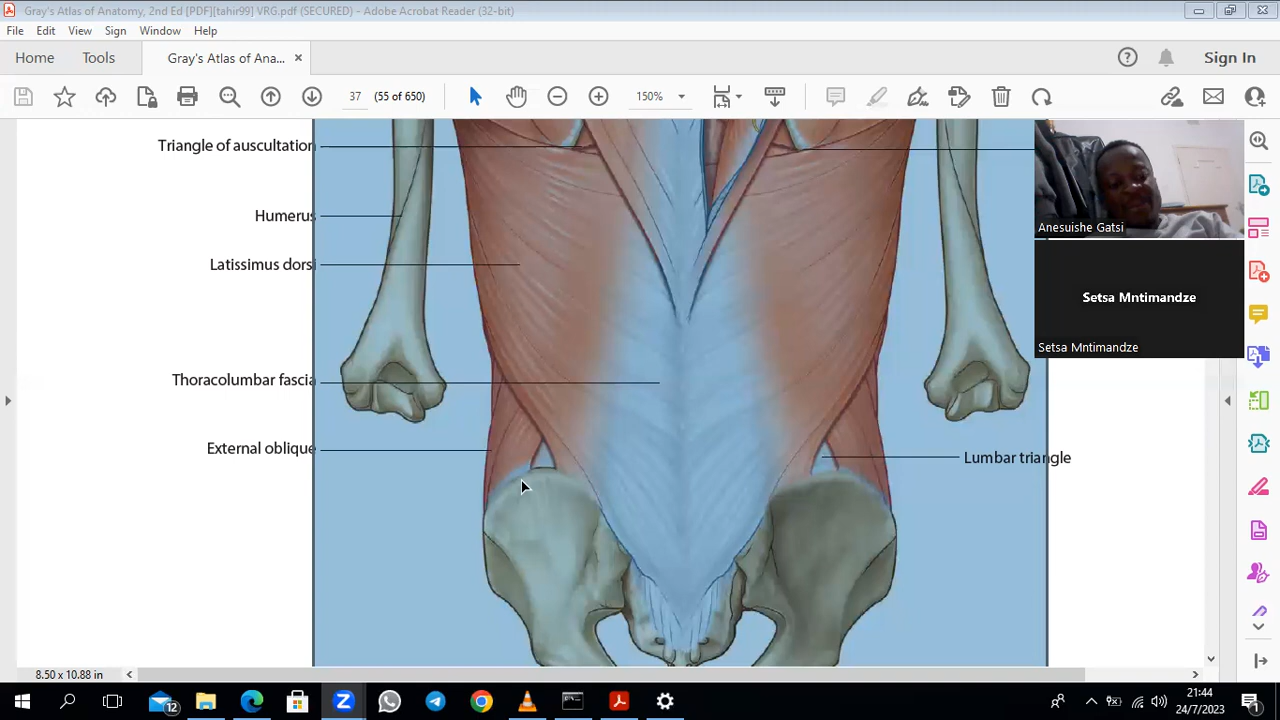 Gray's Atlas of Anatomy, 2nd Ed [PDF][tahir99] VRG.pdf (SECURED) - Adobe Acrobat Reader (32-bit)
File Edit View Sign Window Help
Home Tools Gray's Atlas of Ana... × Sign In
37 (55 of 650) 150%
Triangle of auscultation
Humerus
Latissimus dorsi
Thoracolumbar fascia
External oblique
Lumbar triangle
Anesuishe Gatsi
Setsa Mntimandze
Setsa Mntimandze
8.50 x 10.88 in
12
21:44
24/7/2023
1